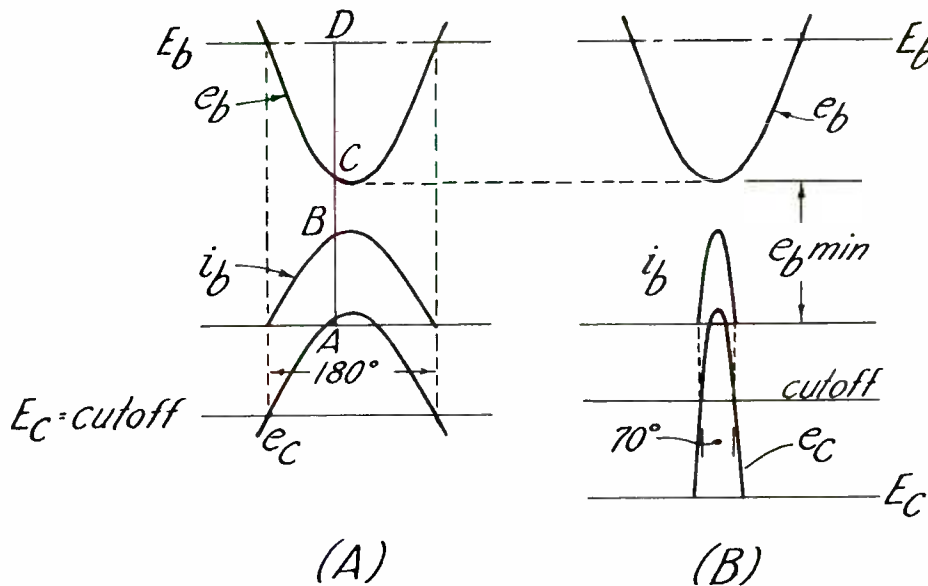 E_b
D
E_b
e_b
e_b
C
B
i_b
i_b
e_b min
A
180°
cutoff
E_C = cutoff
e_c
70°
e_c
E_C
(A)
(B)